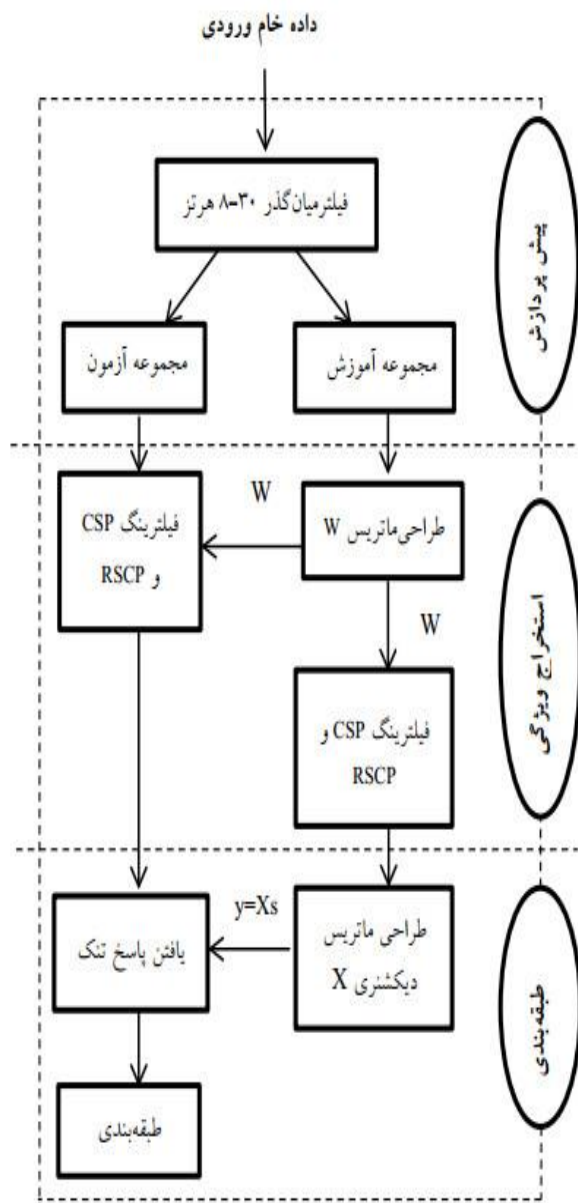 داده خام ورودی
فیلترمیان‌گذر ۳۰-۸ هرتز
پیش پردازش
مجموعه آموزش
مجموعه آزمون
طراحی‌ماتریس W
W
فیلترینگ CSP
و RSCP
استخراج ویژگی
W
فیلترینگ CSP و
RSCP
طراحی ماتریس
دیکشنری X
y=Xs
یافتن پاسخ تنک
طبقه‌بندی
طبقه‌بندی